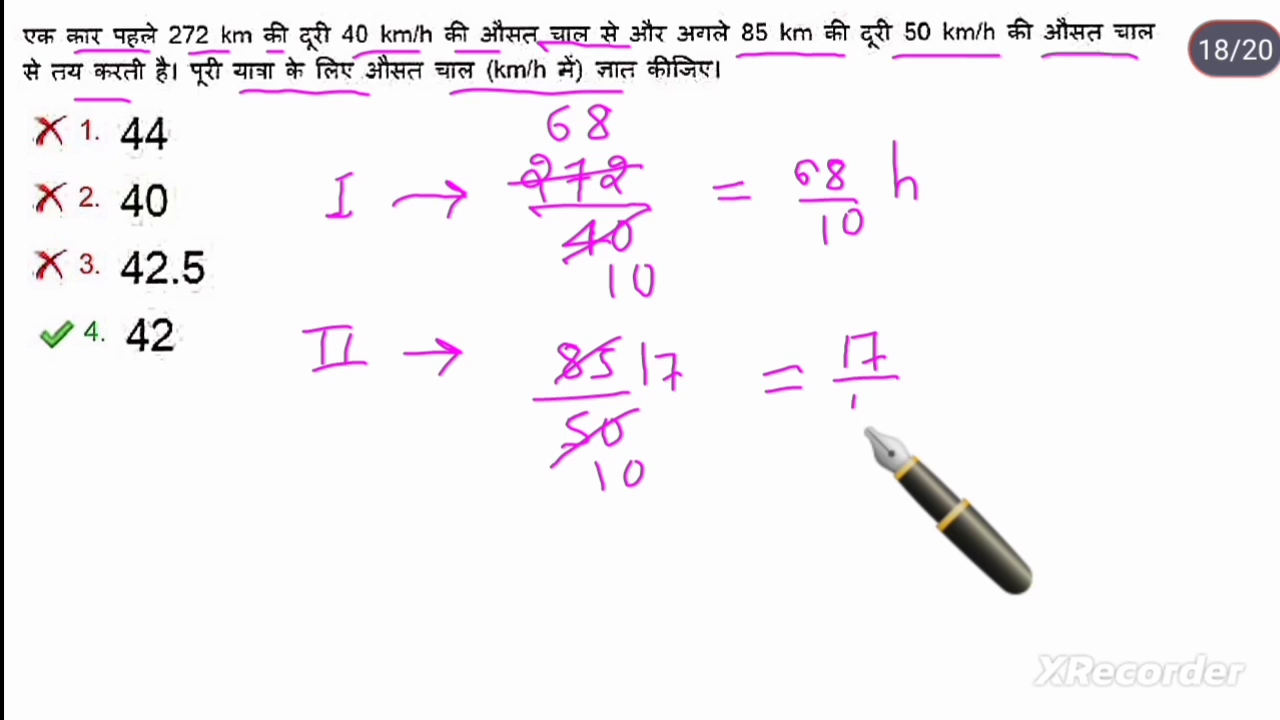 एक कार पहले 272 km की दूरी 40 km/h की औसत चाल से और अगले 85 km की दूरी 50 km/h की औसत चाल
से तय करती है। पूरी यात्रा के लिए औसत चाल (km/h में) ज्ञात कीजिए।
18/20
1. 44
2. 40
3. 42.5
4. 42
68
I → 272/40 = 68/10 h
10
II → 85/50 17 = 17/1
10
XRecorder